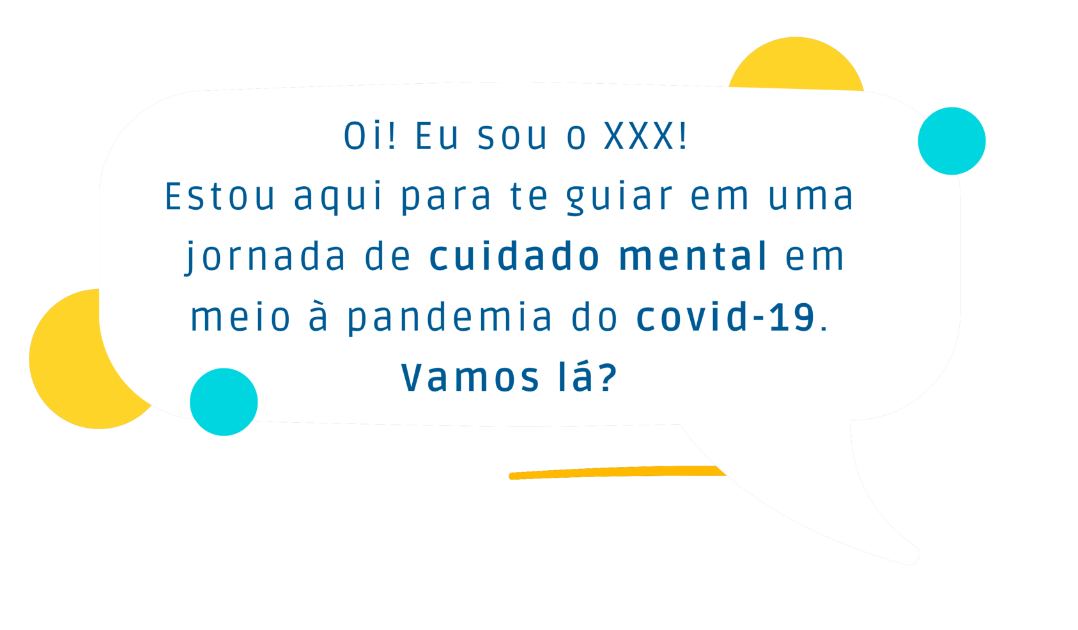 Oi! Eu sou o XXX!
Estou aqui para te guiar em uma
jornada de cuidado mental em
meio à pandemia do covid-19.
Vamos lá?